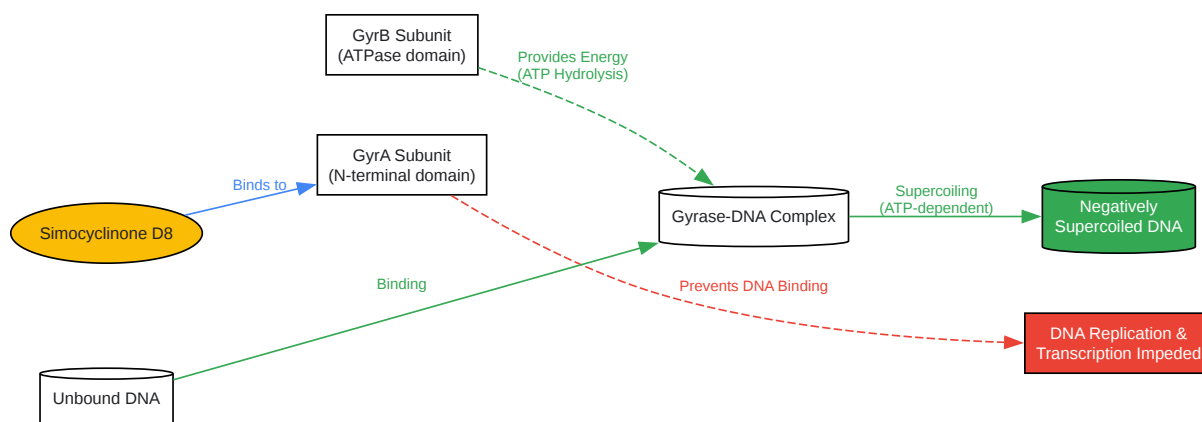 GyrB Subunit
(ATPase domain)
Provides Energy
(ATP Hydrolysis)
GyrA Subunit
(N-terminal domain)
Binds to
Simocyclinone D8
Gyrase-DNA Complex
Supercoiling
(ATP-dependent)
Negatively
Supercoiled DNA
Binding
Prevents DNA Binding
DNA Replication &
Transcription Impeded
Unbound DNA